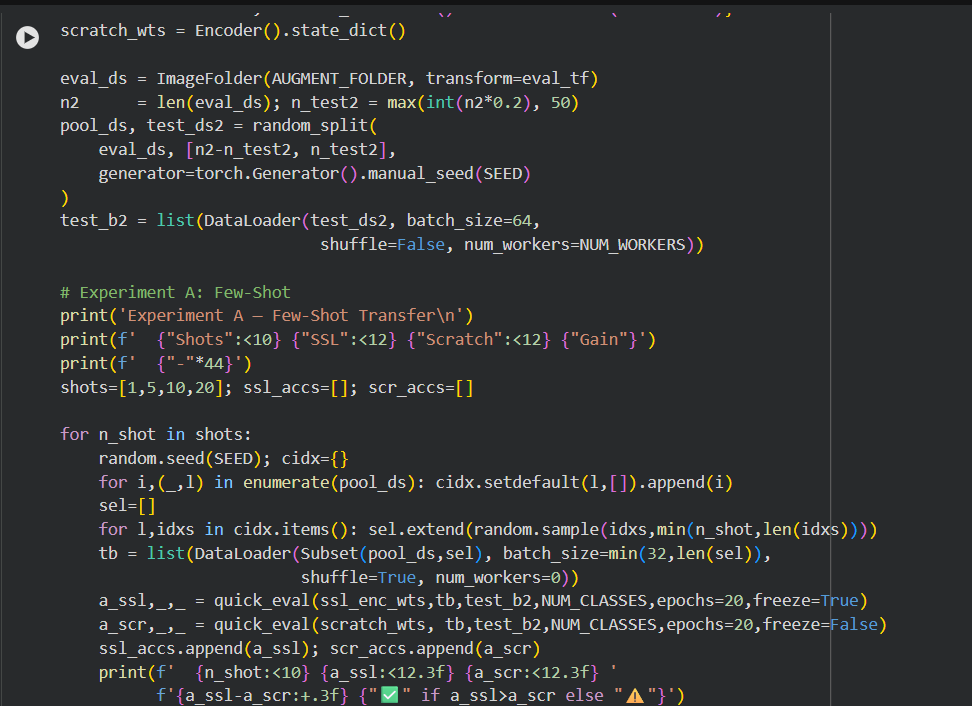 scratch_wts = Encoder().state_dict()
eval_ds = ImageFolder(AUGMENT_FOLDER, transform=eval_tf)
n2      = len(eval_ds); n_test2 = max(int(n2*0.2), 50)
pool_ds, test_ds2 = random_split(
    eval_ds, [n2-n_test2, n_test2],
    generator=torch.Generator().manual_seed(SEED)
)
test_b2 = list(DataLoader(test_ds2, batch_size=64,
                           shuffle=False, num_workers=NUM_WORKERS))
# Experiment A: Few-Shot
print('Experiment A — Few-Shot Transfer\n')
print(f'  {"Shots":<10} {"SSL":<12} {"Scratch":<12} {"Gain"}')
print(f'  {"-"*44}')
shots=[1,5,10,20]; ssl_accs=[]; scr_accs=[]
for n_shot in shots:
    random.seed(SEED); cidx={}
    for i,(_,l) in enumerate(pool_ds): cidx.setdefault(l,[]).append(i)
    sel=[]
    for l,idxs in cidx.items(): sel.extend(random.sample(idxs,min(n_shot,len(idxs))))
    tb = list(DataLoader(Subset(pool_ds,sel), batch_size=min(32,len(sel)),
                         shuffle=True, num_workers=0))
    a_ssl,_,_ = quick_eval(ssl_enc_wts,tb,test_b2,NUM_CLASSES,epochs=20,freeze=True)
    a_scr,_,_ = quick_eval(scratch_wts, tb,test_b2,NUM_CLASSES,epochs=20,freeze=False)
    ssl_accs.append(a_ssl); scr_accs.append(a_scr)
    print(f'  {n_shot:<10} {a_ssl:<12.3f} {a_scr:<12.3f} '
          f'{a_ssl-a_scr:+.3f} {"✅" if a_ssl>a_scr else "⚠️"}')